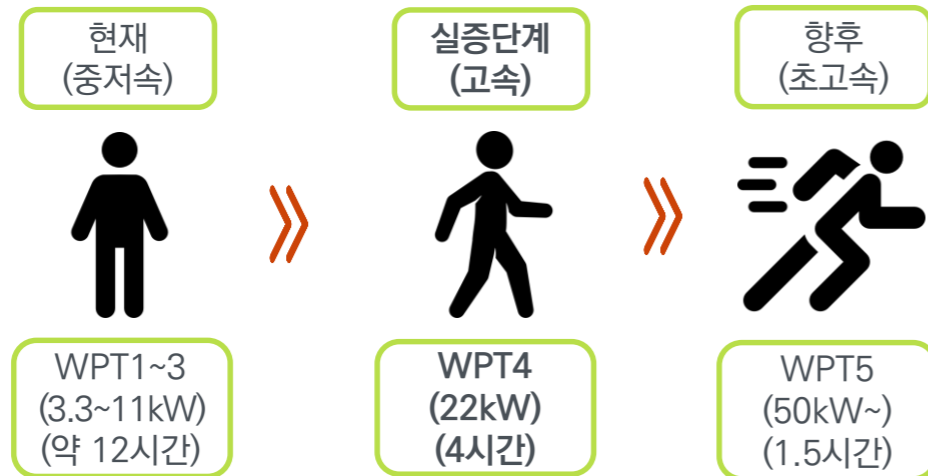 현재
(중저속)
실증단계
(고속)
향후
(초고속)
WPT1~3
(3.3~11kW)
(약 12시간)
WPT4
(22kW)
(4시간)
WPT5
(50kW~)
(1.5시간)